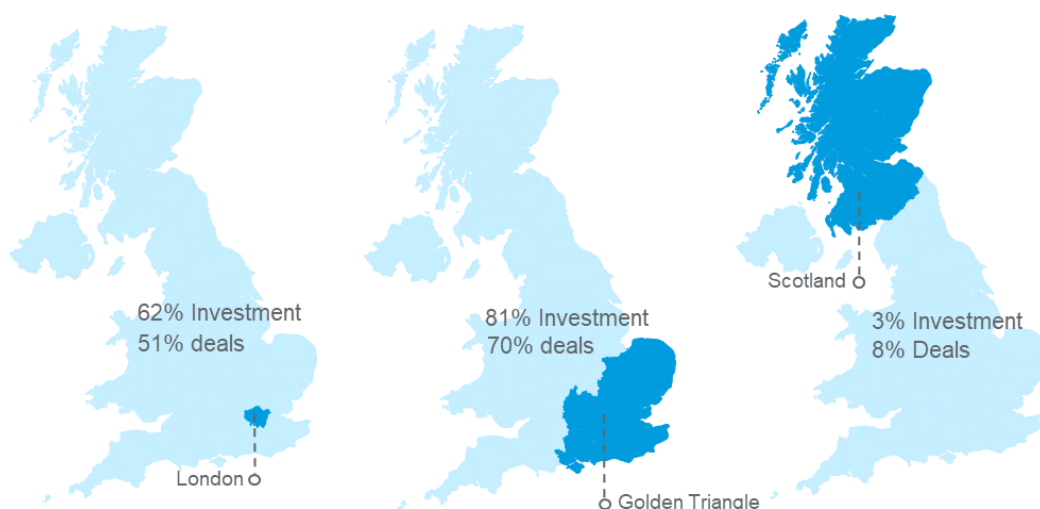 62% Investment
51% deals
London
81% Investment
70% deals
Golden Triangle
Scotland
3% Investment
8% Deals